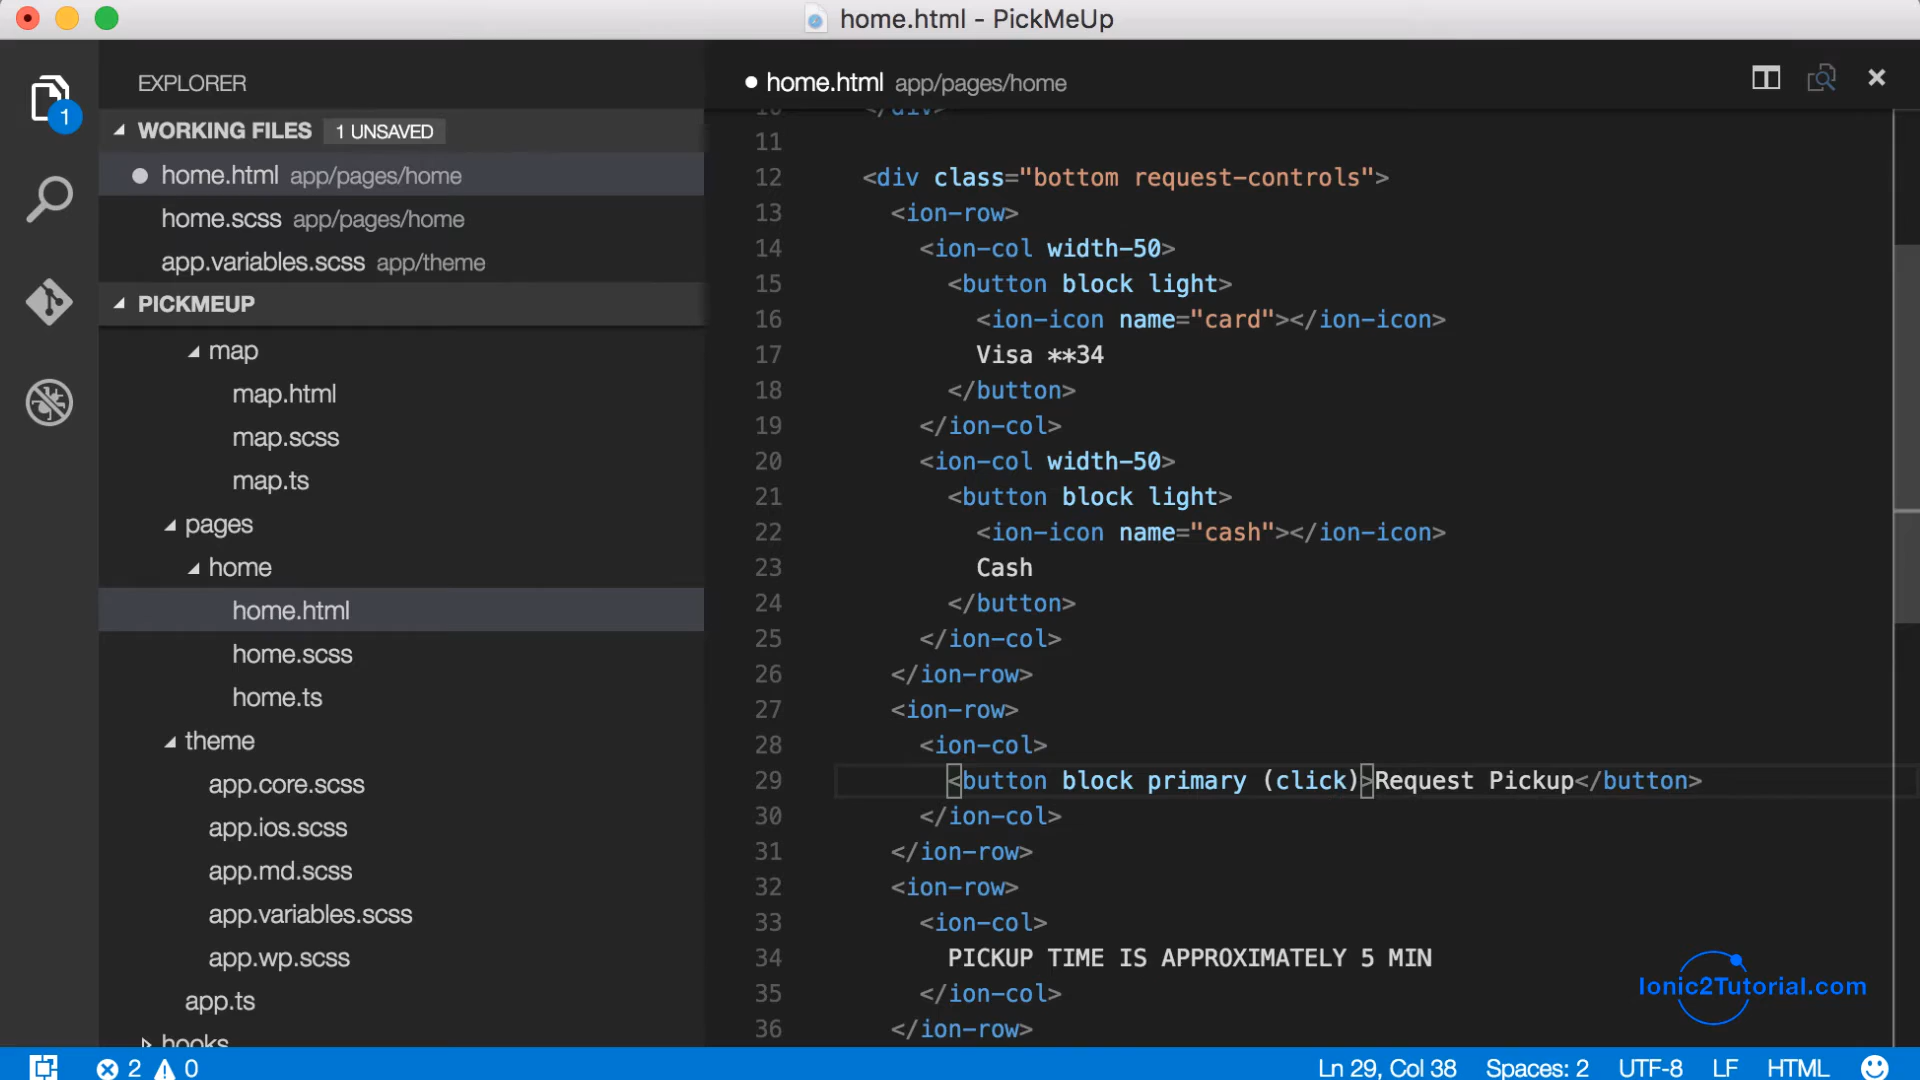 home.html - PickMeUp
EXPLORER
WORKING FILES 1 UNSAVED
home.html app/pages/home
home.scss app/pages/home
app.variables.scss app/theme
PICKMEUP
map
map.html
map.scss
map.ts
pages
home
home.html
home.scss
home.ts
theme
app.core.scss
app.ios.scss
app.md.scss
app.variables.scss
app.wp.scss
app.ts
hooks
1
home.html app/pages/home
10 </div>
11
12 <div class="bottom request-controls">
13 <ion-row>
14 <ion-col width-50>
15 <button block light>
16 <ion-icon name="card"></ion-icon>
17 Visa **34
18 </button>
19 </ion-col>
20 <ion-col width-50>
21 <button block light>
22 <ion-icon name="cash"></ion-icon>
23 Cash
24 </button>
25 </ion-col>
26 </ion-row>
27 <ion-row>
28 <ion-col>
29 <button block primary (click)>Request Pickup</button>
30 </ion-col>
31 </ion-row>
32 <ion-row>
33 <ion-col>
34 PICKUP TIME IS APPROXIMATELY 5 MIN
35 </ion-col>
36 </ion-row>
Ionic2Tutorial.com
2 0 Ln 29, Col 38 Spaces: 2 UTF-8 LF HTML